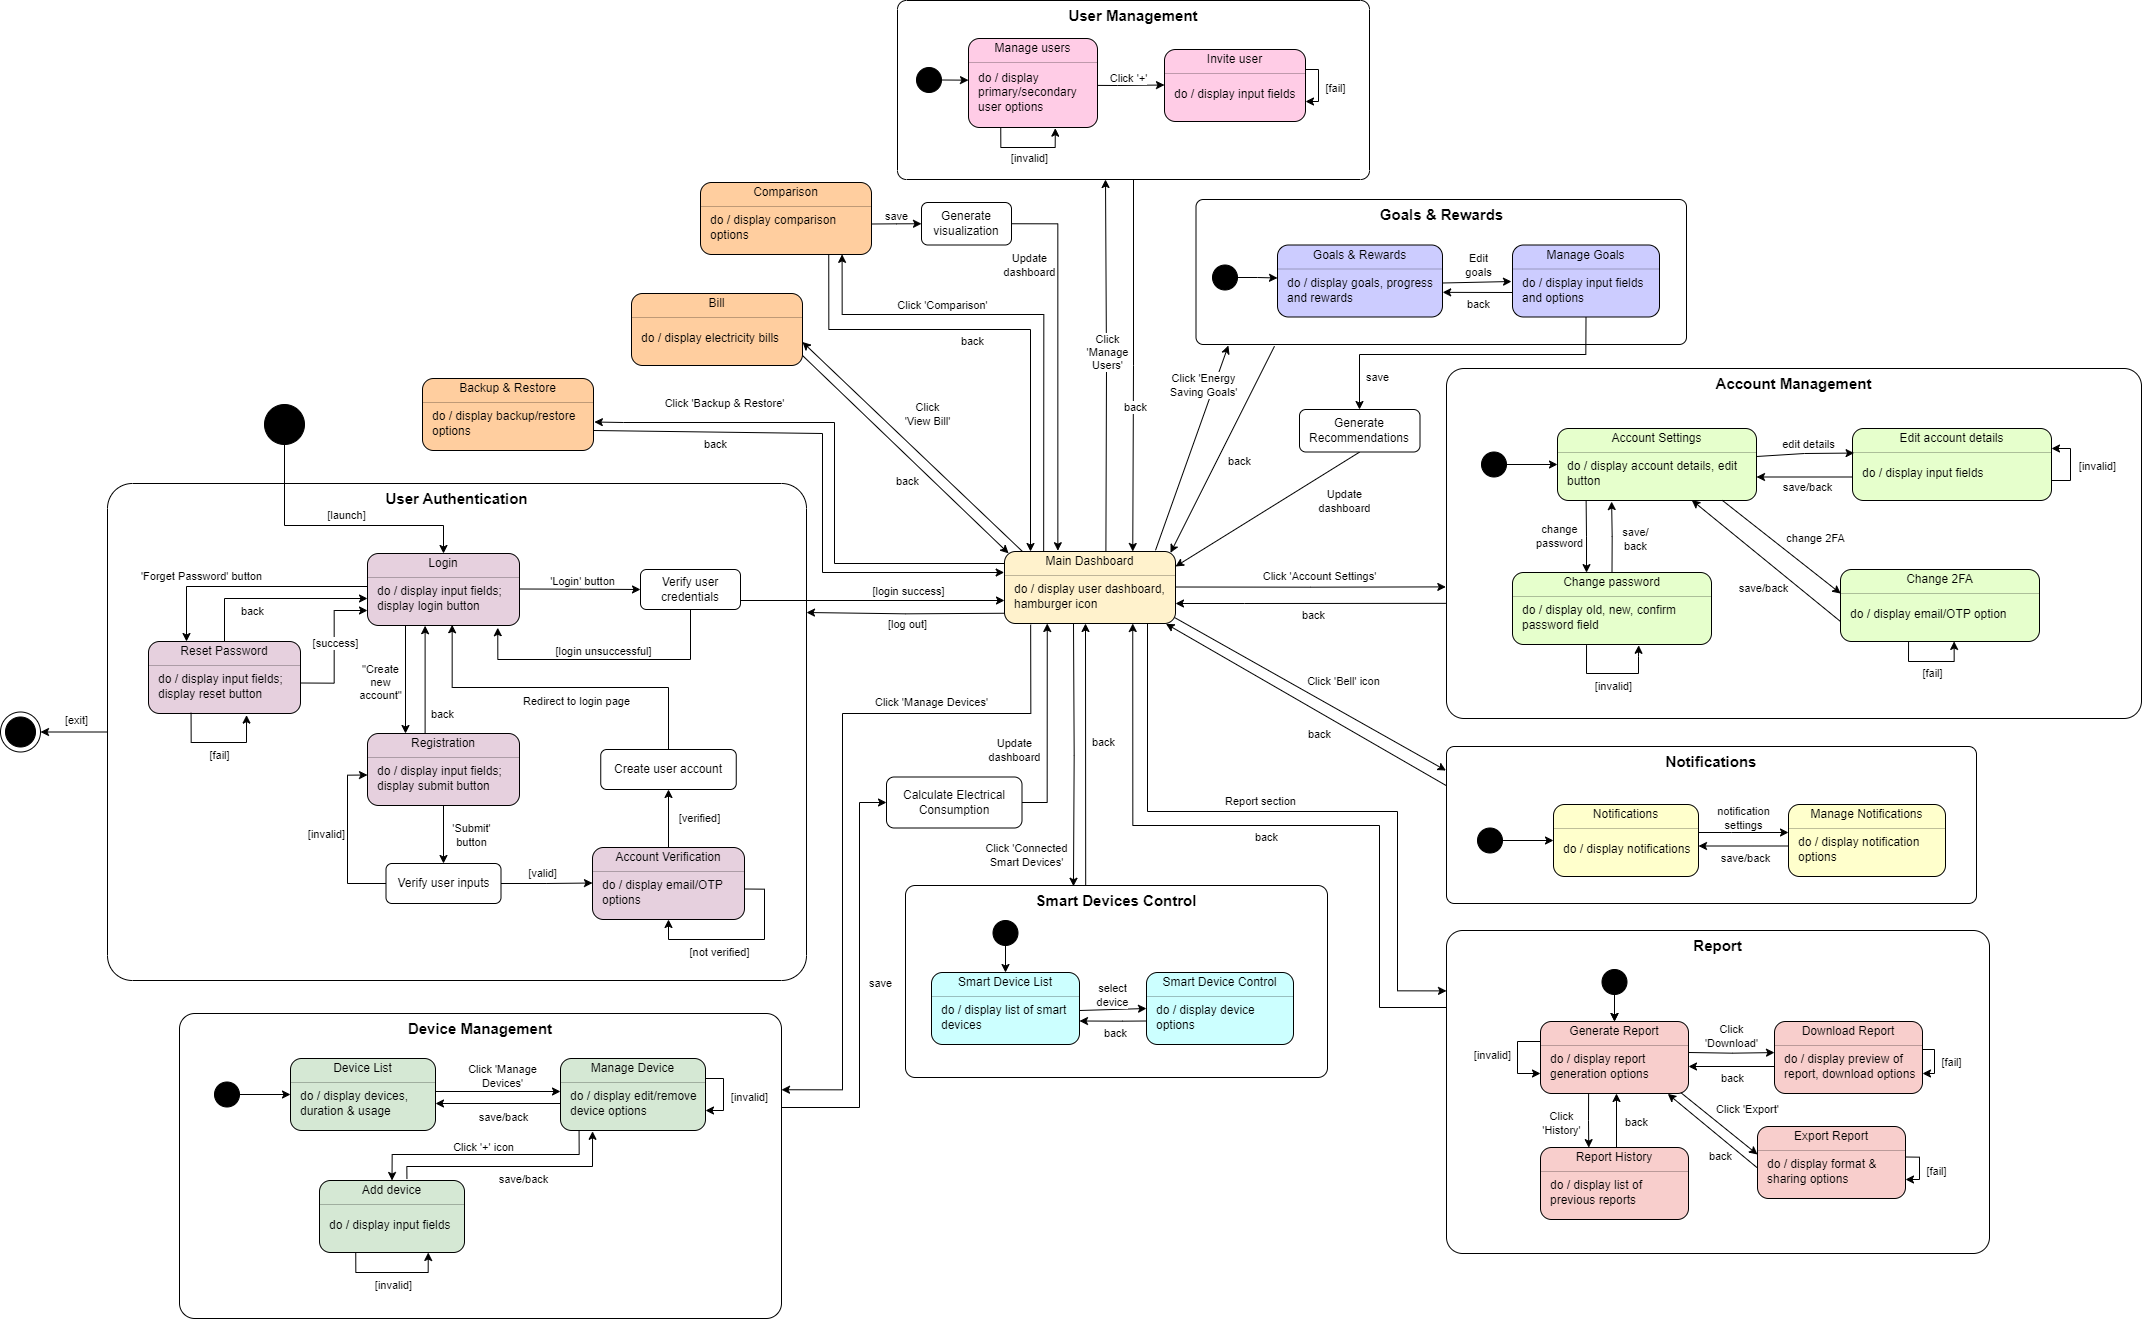 User Management
Manage users
do / display
primary/secondary
user options
Click '+'
Invite user
do / display input fields
[fail]
[invalid]
Comparison
do / display comparison
options
save
Generate
visualization
Update
dashboard
Click 'Comparison'
back
Bill
do / display electricity bills
Click
'View Bill'
back
Backup & Restore
do / display backup/restore
options
Click 'Backup & Restore'
back
Click
'Manage
Users'
back
Goals & Rewards
Goals & Rewards
do / display goals, progress
and rewards
Edit
goals
back
Manage Goals
do / display input fields
and options
Click 'Energy
Saving Goals'
back
save
Generate
Recommendations
Update
dashboard
Account Management
Account Settings
do / display account details, edit
button
edit details
save/back
Edit account details
do / display input fields
[invalid]
change
password
save/
back
change 2FA
save/back
Change password
do / display old, new, confirm
password field
[invalid]
Change 2FA
do / display email/OTP option
[fail]
User Authentication
[launch]
Login
do / display input fields;
display login button
'Forget Password' button
back
[success]
'Login' button
Verify user
credentials
[login success]
[log out]
[login unsuccessful]
Reset Password
do / display input fields;
display reset button
[fail]
"Create
new
account"
back
Redirect to login page
[exit]
Registration
do / display input fields;
display submit button
[invalid]
'Submit'
button
Verify user inputs
[valid]
Create user account
[verified]
Account Verification
do / display email/OTP
options
[not verified]
Main Dashboard
do / display user dashboard,
hamburger icon
Click 'Account Settings'
back
Click 'Bell' icon
back
Click 'Manage Devices'
Update
dashboard
back
Calculate Electrical
Consumption
Click 'Connected
Smart Devices'
Report section
back
save
Notifications
Notifications
do / display notifications
notification
settings
save/back
Manage Notifications
do / display notification
options
Smart Devices Control
Smart Device List
do / display list of smart
devices
select
device
back
Smart Device Control
do / display device
options
Report
Generate Report
do / display report
generation options
[invalid]
Click
'Download'
back
Download Report
do / display preview of
report, download options
[fail]
Click
'History'
back
Click 'Export'
back
Export Report
do / display format &
sharing options
[fail]
Report History
do / display list of
previous reports
Device Management
Device List
do / display devices,
duration & usage
Click 'Manage
Devices'
save/back
Manage Device
do / display edit/remove
device options
[invalid]
Click '+' icon
save/back
Add device
do / display input fields
[invalid]